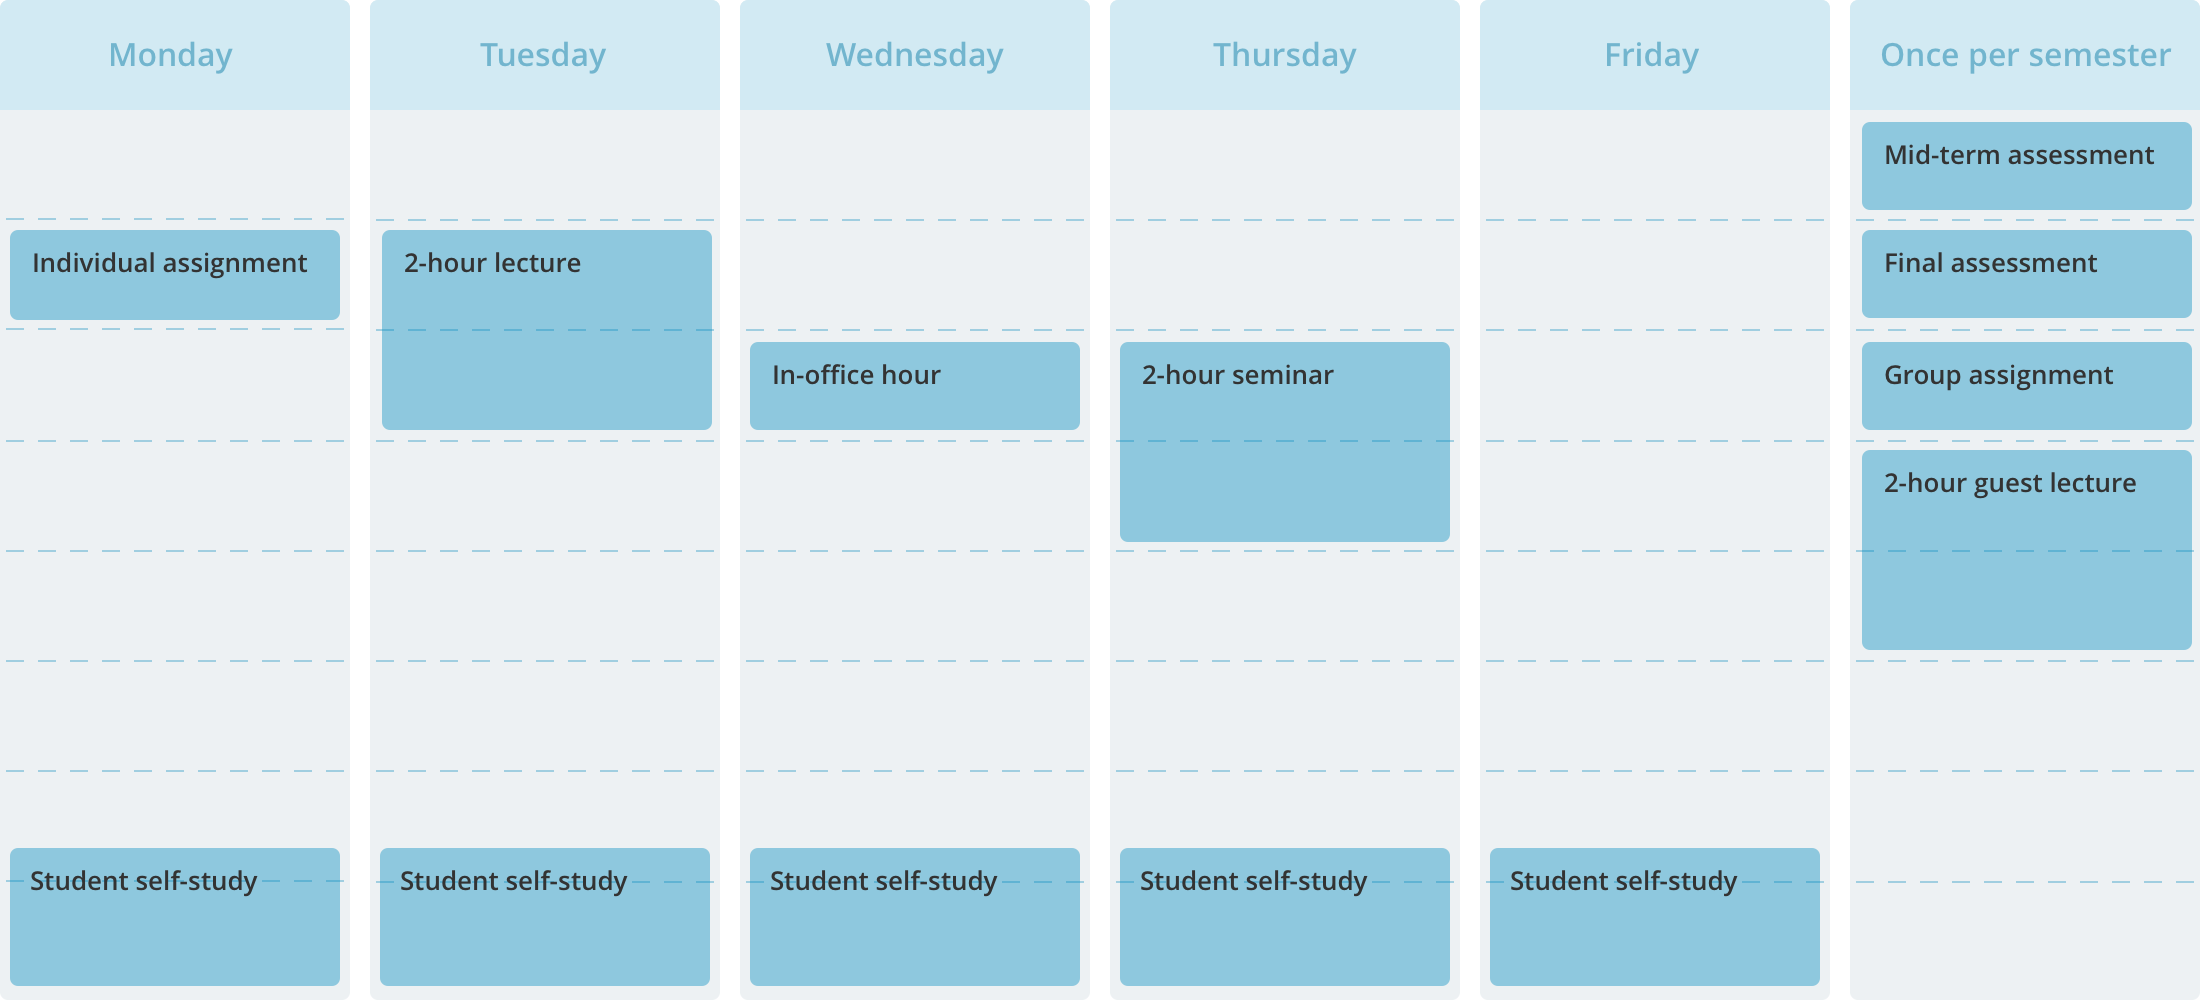 Monday
Tuesday
Wednesday
Thursday
Friday
Once per semester
Mid-term assessment
Individual assignment
2-hour lecture
Final assessment
In-office hour
2-hour seminar
Group assignment
2-hour guest lecture
Student self-study
Student self-study
Student self-study
Student self-study
Student self-study